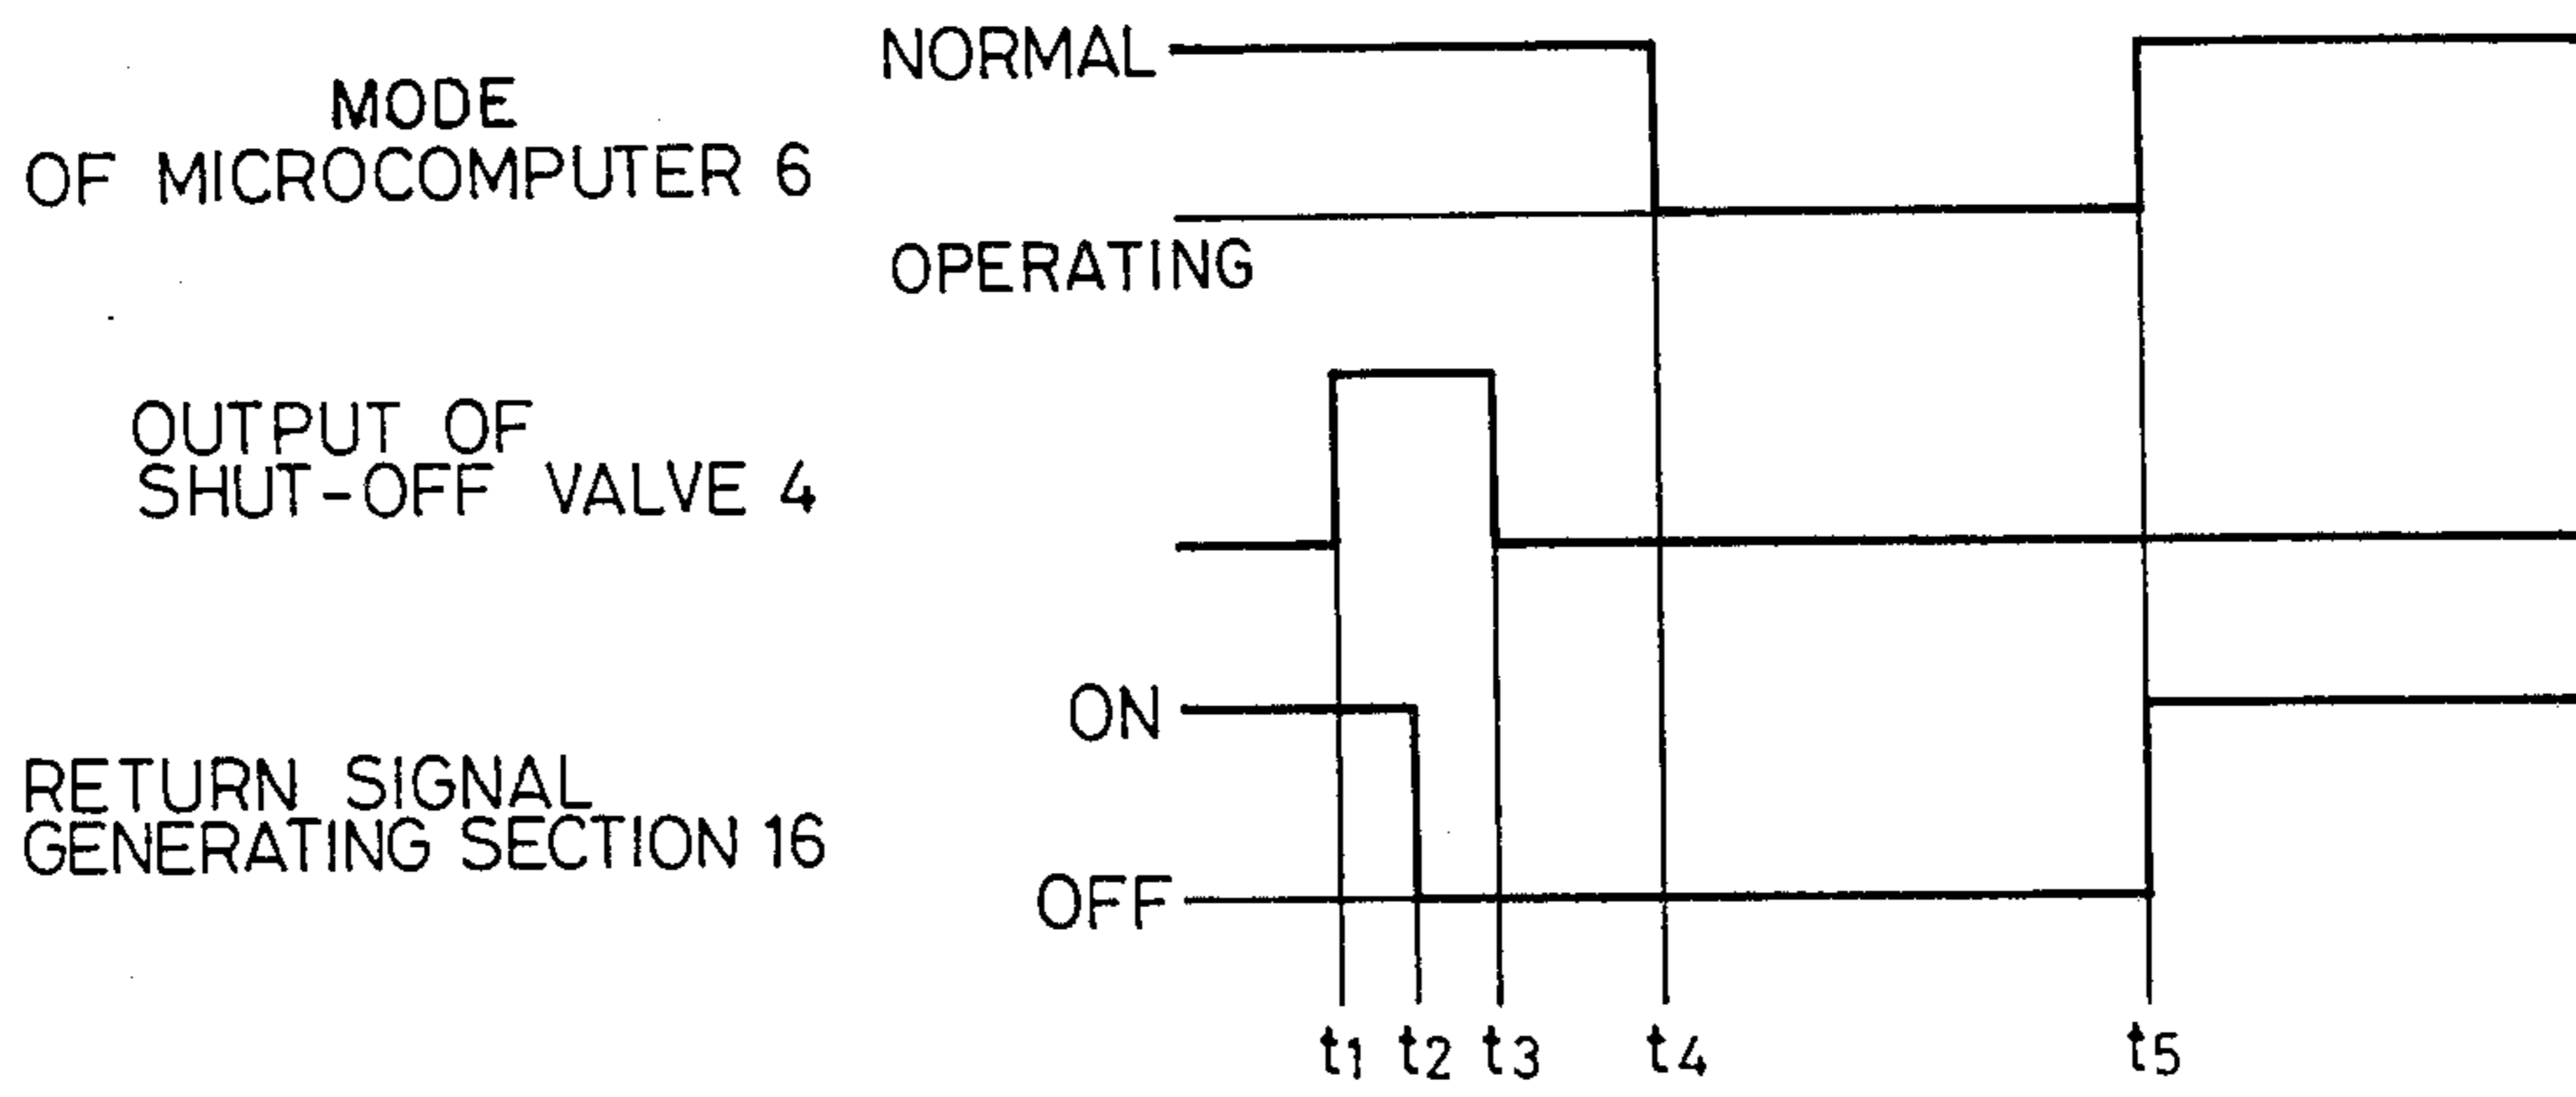 MODE
OF MICROCOMPUTER 6
NORMAL
OPERATING
OUTPUT OF
SHUT-OFF VALVE 4
RETURN SIGNAL
GENERATING SECTION 16
ON
OFF
t1 t2 t3 t4 t5